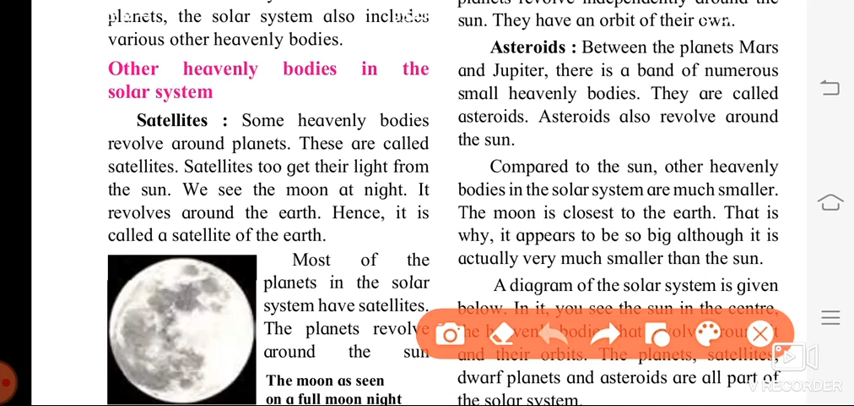 planets, the solar system also includes
various other heavenly bodies.
Other heavenly bodies in the
solar system
Satellites : Some heavenly bodies
revolve around planets. These are called
satellites. Satellites too get their light from
the sun. We see the moon at night. It
revolves around the earth. Hence, it is
called a satellite of the earth.
Most of the
planets in the solar
system have satellites.
The planets revolve
around the sun
The moon as seen
on a full moon night
planets revolve independently around the
sun. They have an orbit of their own.
Asteroids : Between the planets Mars
and Jupiter, there is a band of numerous
small heavenly bodies. They are called
asteroids. Asteroids also revolve around
the sun.
Compared to the sun, other heavenly
bodies in the solar system are much smaller.
The moon is closest to the earth. That is
why, it appears to be so big although it is
actually very much smaller than the sun.
A diagram of the solar system is given
below. In it, you see the sun in the centre,
and their orbits. The planets, satellites,
dwarf planets and asteroids are all part of
the solar system.
RECORDER